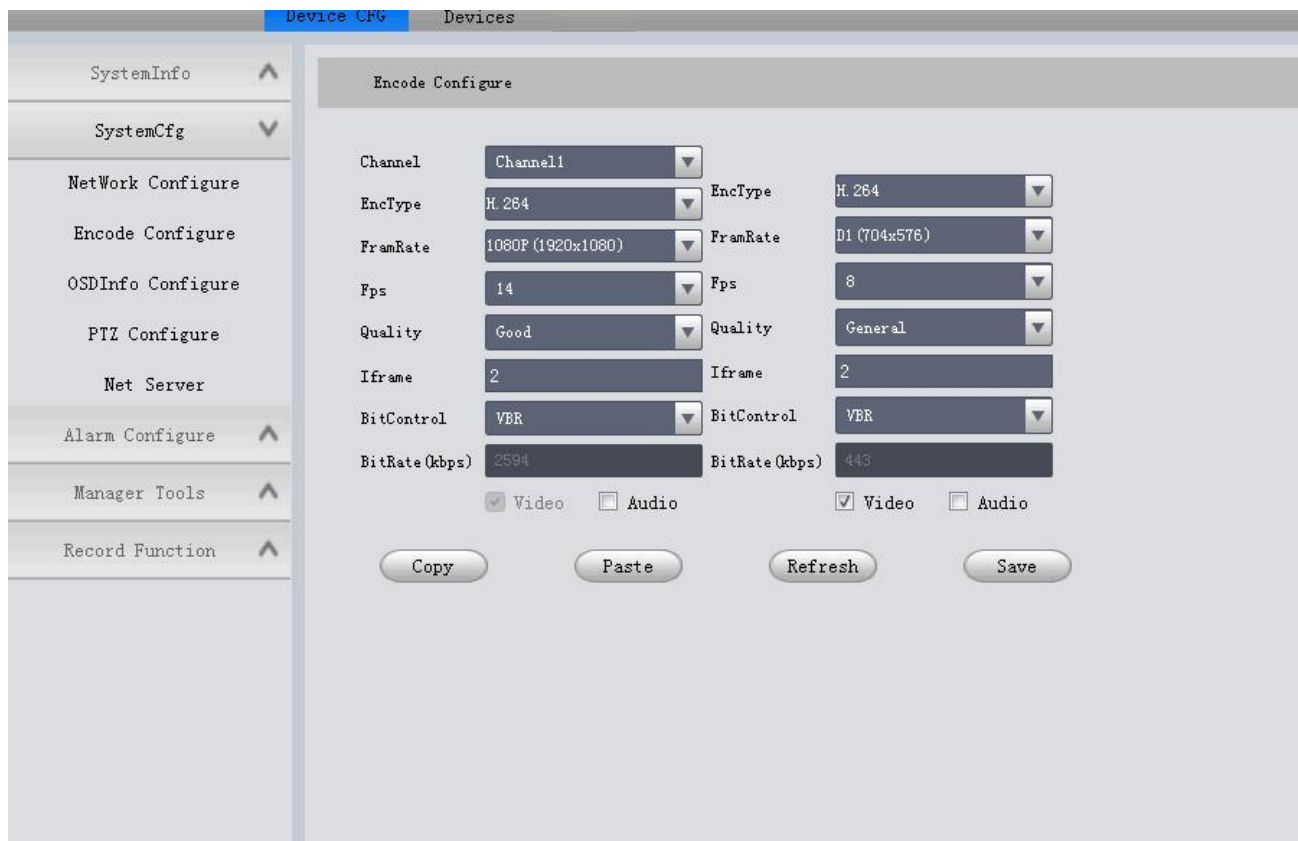 Device CFG Devices
SystemInfo
SystemCfg
NetWork Configure
Encode Configure
OSDInfo Configure
PTZ Configure
Net Server
Alarm Configure
Manager Tools
Record Function
Encode Configure
Channel Channel1
EncType H.264
FramRate 1080P(1920x1080)
Fps 14
Quality Good
Iframe 2
BitControl VBR
BitRate(kbps) 2594
Video Audio
EncType H.264
FramRate D1(704x576)
Fps 8
Quality General
Iframe 2
BitControl VBR
BitRate(kbps) 443
Video Audio
Copy Paste Refresh Save